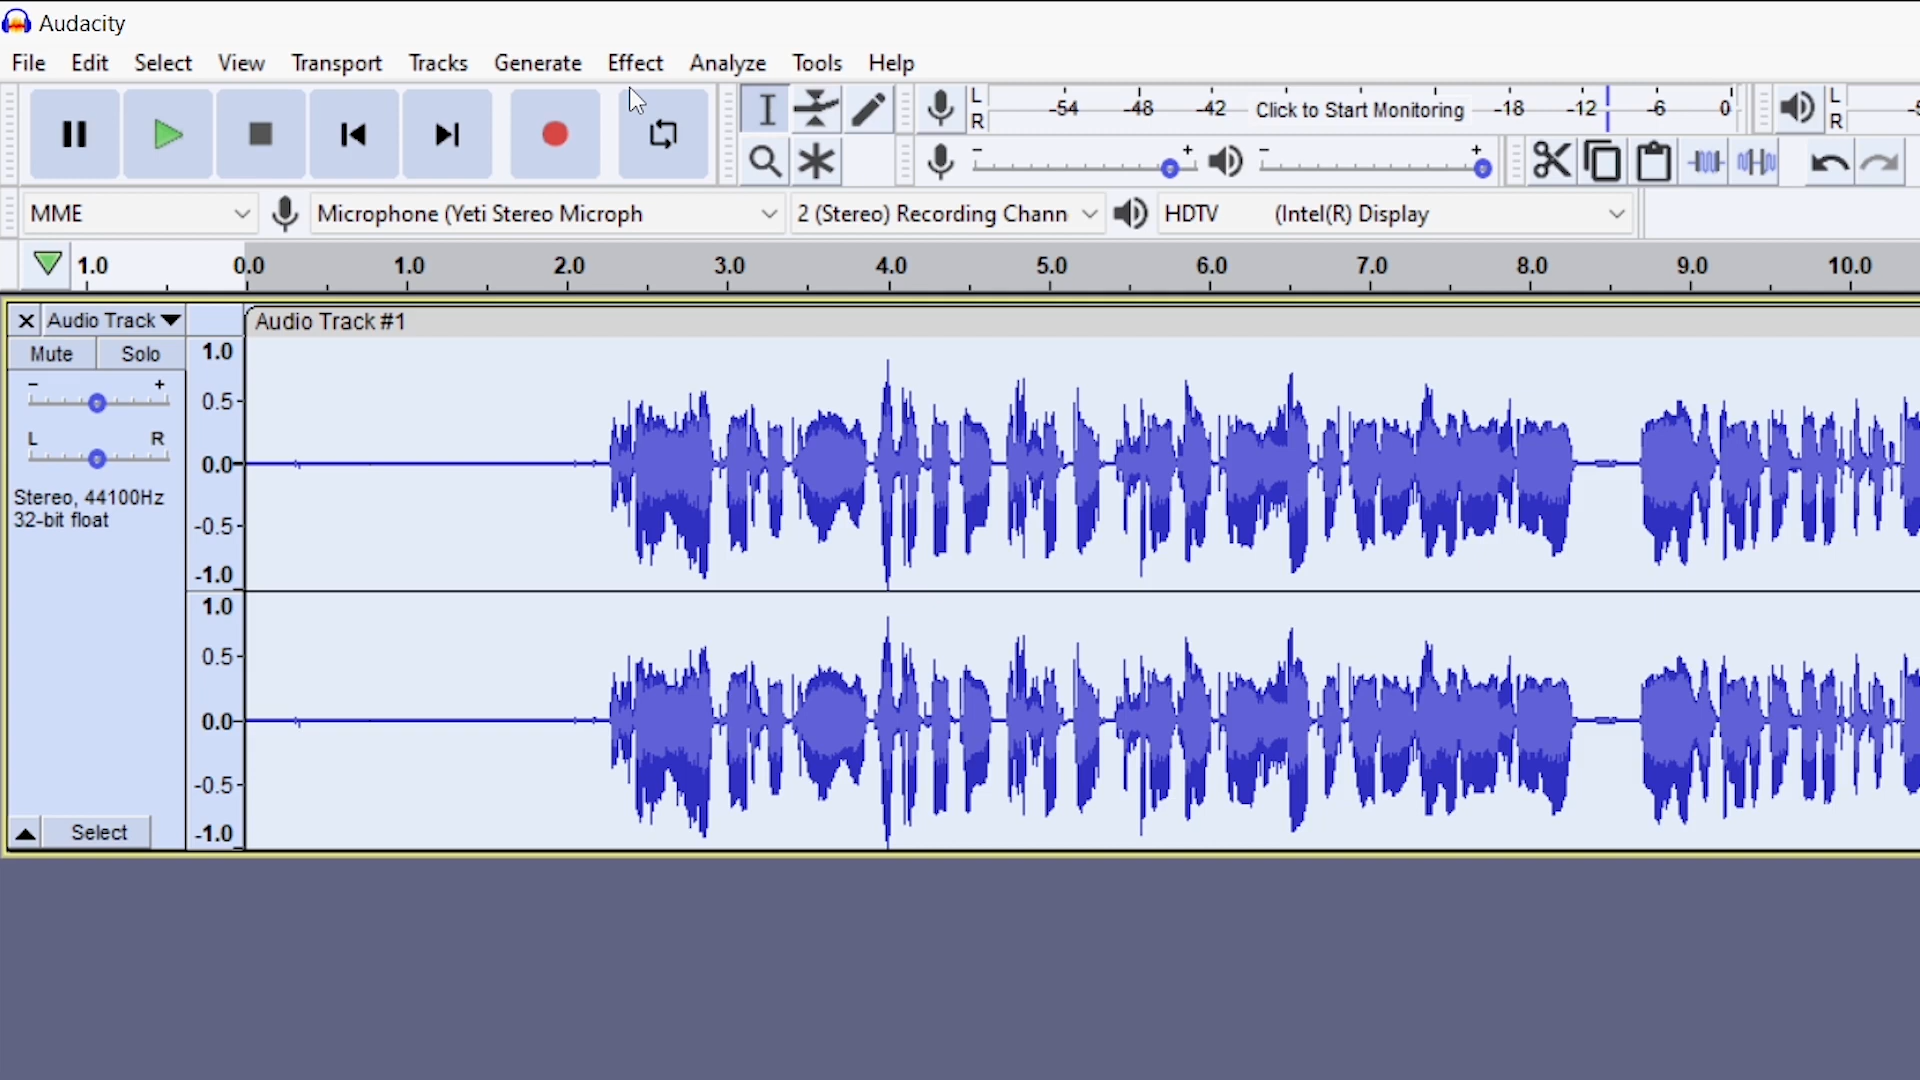 Audacity
File Edit Select View Transport Tracks Generate Effect Analyze Tools Help
L
R
-54 -48 -42 Click to Start Monitoring -18 -12 -6 0
L
R
- + - +
MME Microphone (Yeti Stereo Microph 2 (Stereo) Recording Chann HDTV (Intel(R) Display
1.0 0.0 1.0 2.0 3.0 4.0 5.0 6.0 7.0 8.0 9.0 10.0
Audio Track Audio Track #1
Mute Solo
- +
L R
Stereo, 44100Hz
32-bit float
1.0
0.5
0.0
-0.5
-1.0
1.0
0.5
0.0
-0.5
-1.0
Select